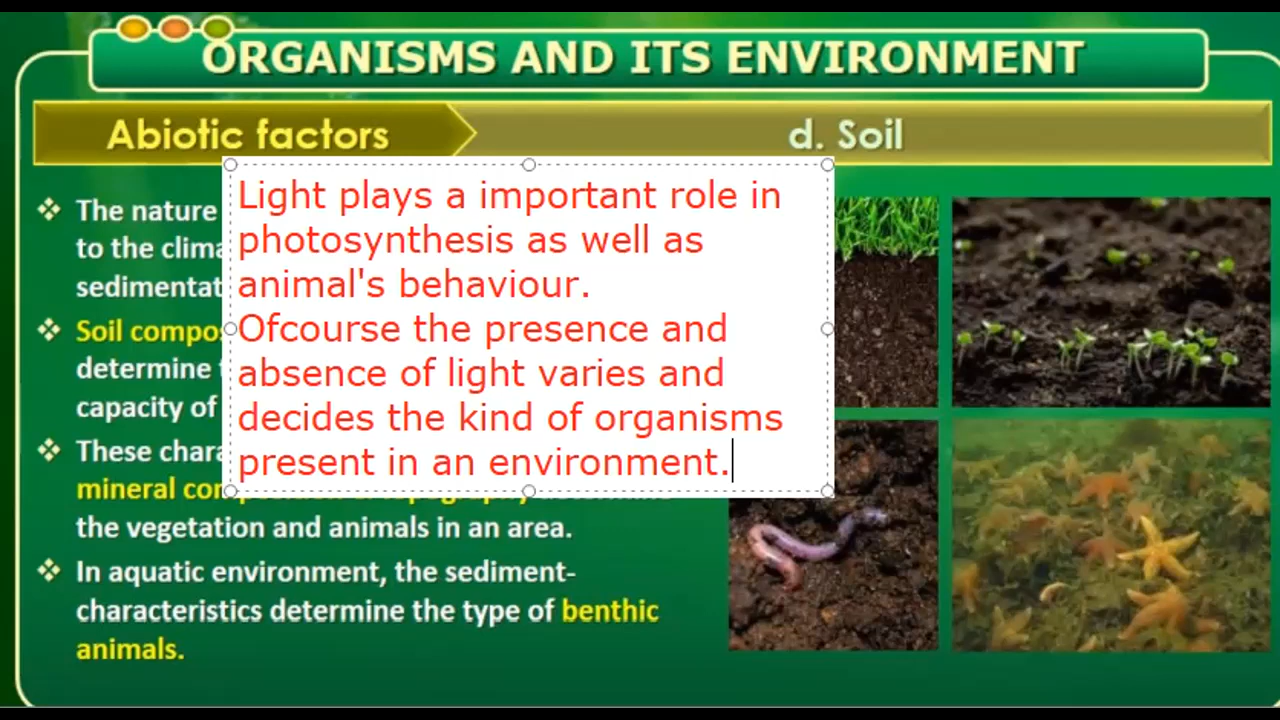 ORGANISMS AND ITS ENVIRONMENT
Abiotic factors
d. Soil
The nature
to the clima
sedimentat
Soil compos
determine
capacity of
These chara
mineral com
the vegetation and animals in an area.
In aquatic environment, the sediment-
characteristics determine the type of benthic
animals.
Light plays a important role in
photosynthesis as well as
animal's behaviour.
Ofcourse the presence and
absence of light varies and
decides the kind of organisms
present in an environment.